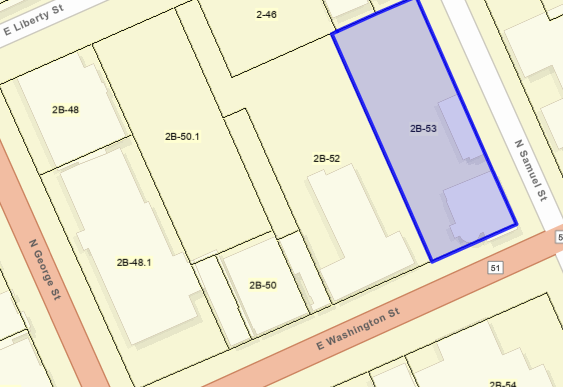 E Liberty St
2-46
2B-48
2B-50.1
2B-53
2B-52
N Samuel St
N George St
2B-48.1
2B-50
51
5
E Washington St
2B-54